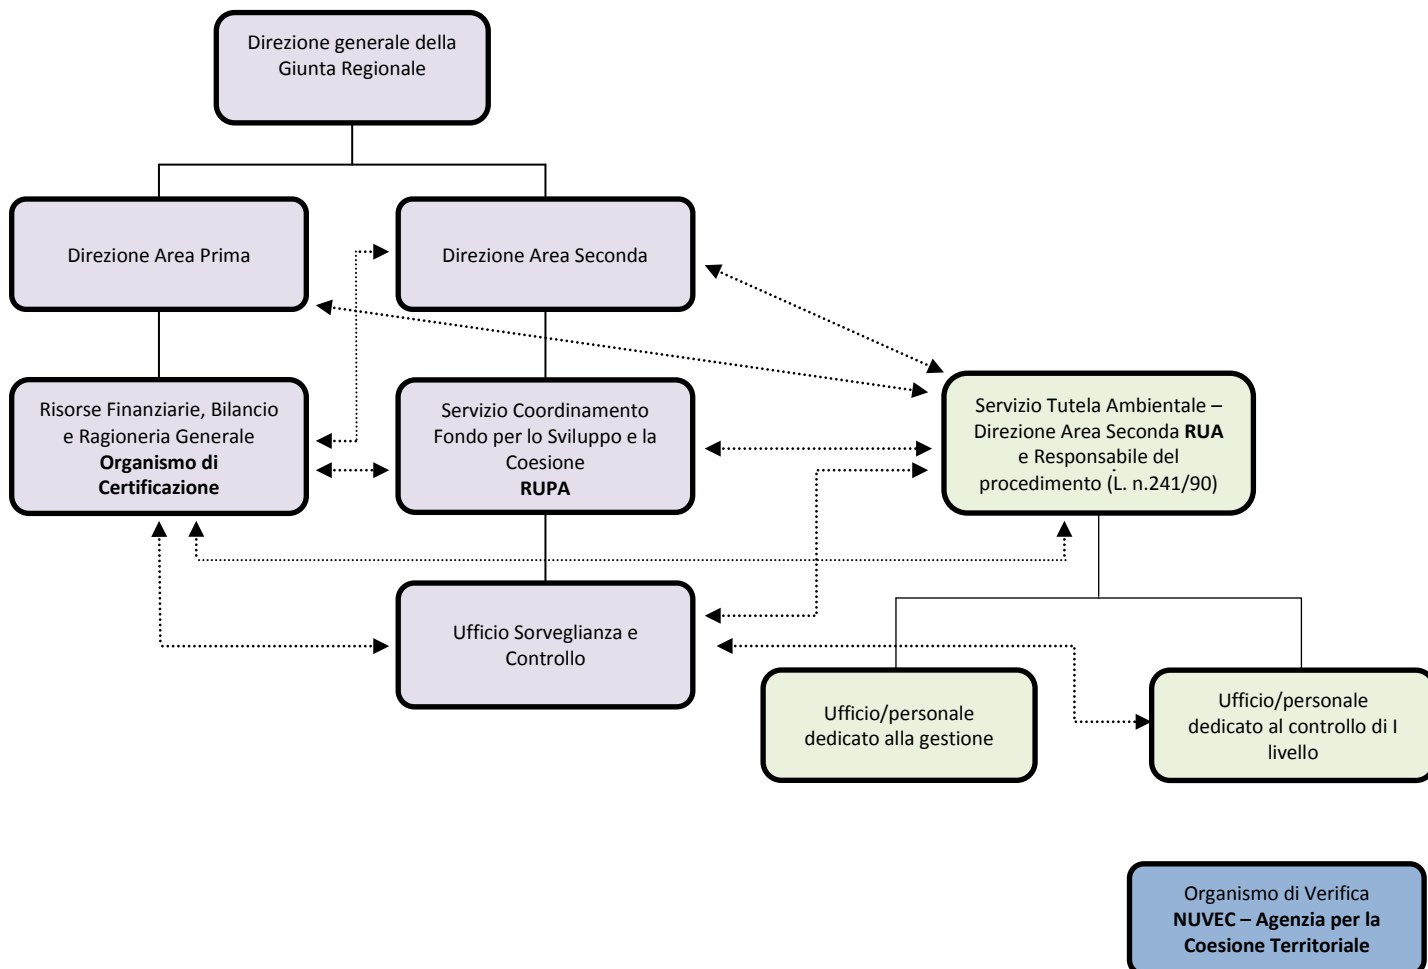 Direzione generale della
Giunta Regionale
Direzione Area Prima
Direzione Area Seconda
Risorse Finanziarie, Bilancio
e Ragioneria Generale
Organismo di
Certificazione
Servizio Coordinamento
Fondo per lo Sviluppo e la
Coesione
RUPA
Servizio Tutela Ambientale –
Direzione Area Seconda RUA
e Responsabile del
procedimento (L. n.241/90)
Ufficio Sorveglianza e
Controllo
Ufficio/personale
dedicato alla gestione
Ufficio/personale
dedicato al controllo di I
livello
Organismo di Verifica
NUVEC – Agenzia per la
Coesione Territoriale